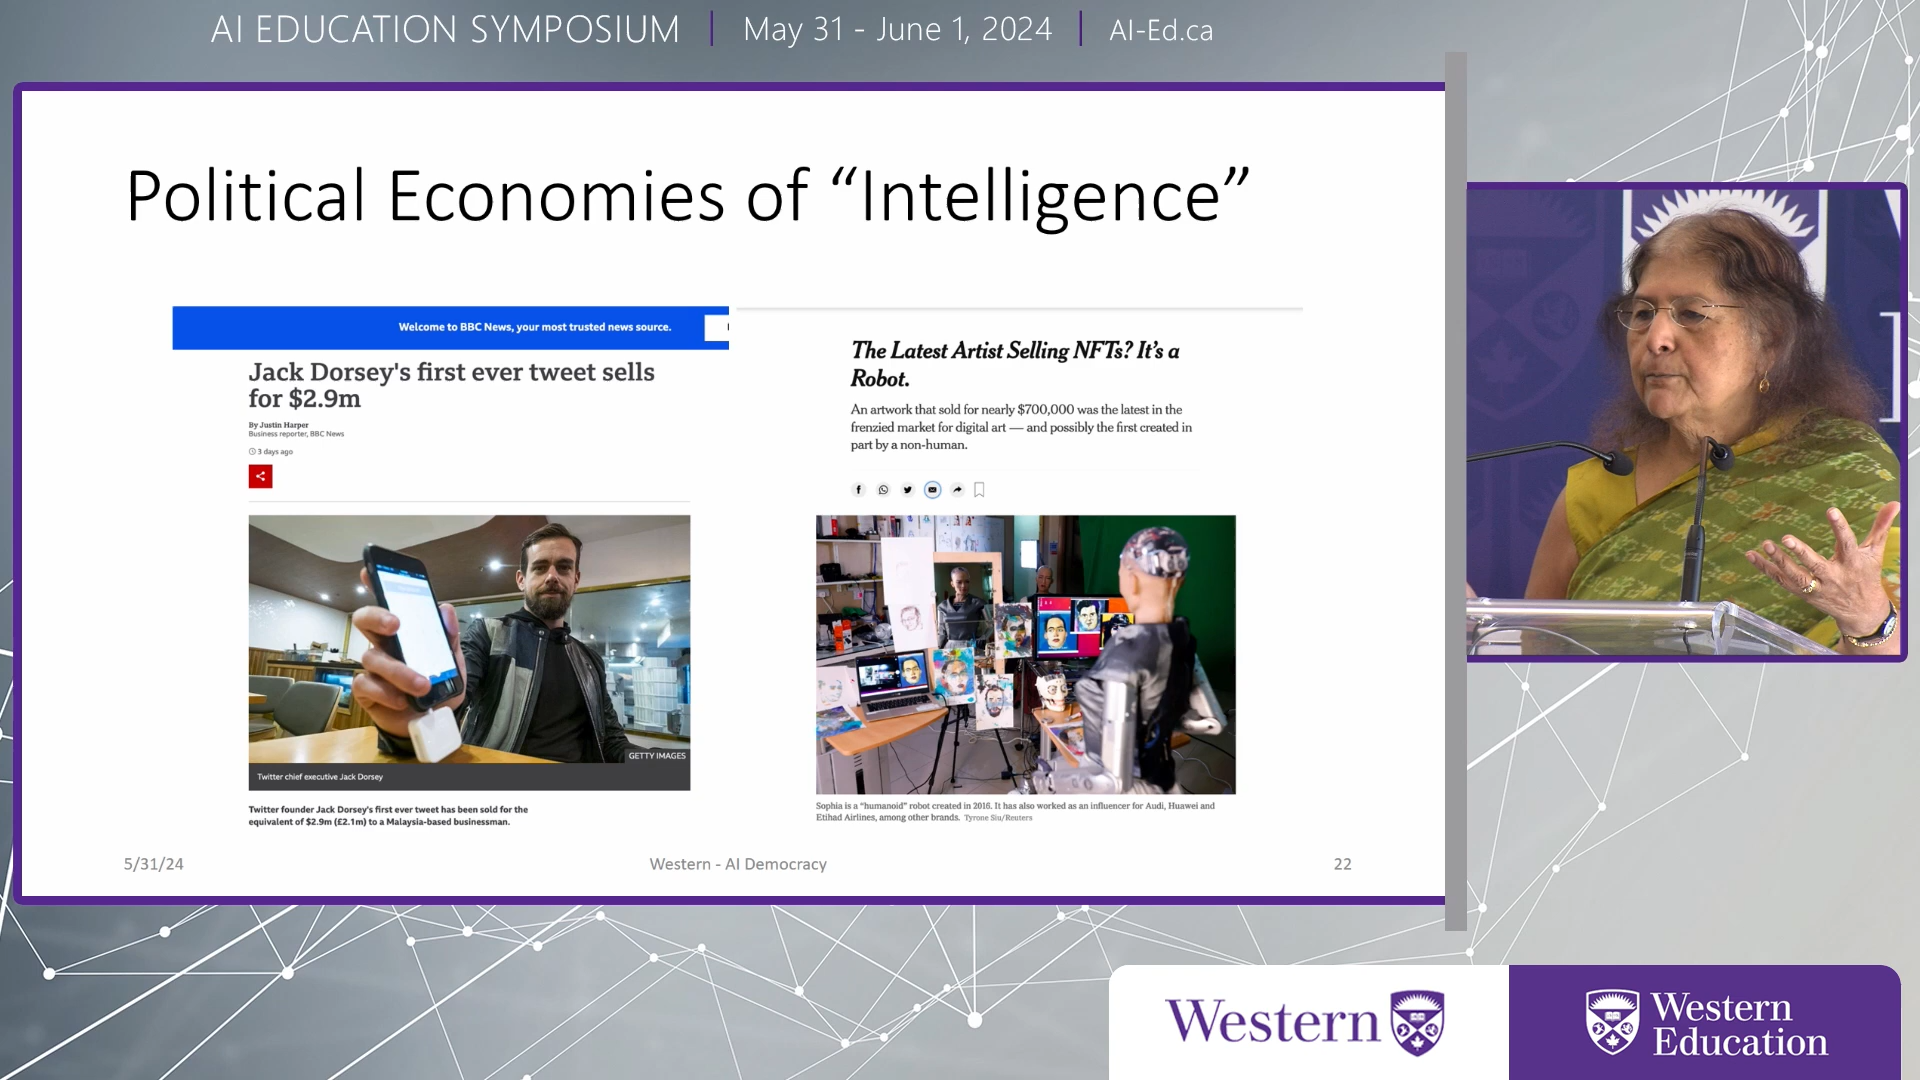 AI EDUCATION SYMPOSIUM | May 31 - June 1, 2024 | AI-Ed.ca
Political Economies of “Intelligence”
Welcome to BBC News, your most trusted news source.
Jack Dorsey's first ever tweet sells
for $2.9m
By Justin Harper
Business reporter, BBC News
3 days ago
GETTY IMAGES
Twitter chief executive Jack Dorsey
Twitter founder Jack Dorsey's first ever tweet has been sold for the
equivalent of $2.9m (£2.1m) to a Malaysia-based businessman.
The Latest Artist Selling NFTs? It’s a
Robot.
An artwork that sold for nearly $700,000 was the latest in the
frenzied market for digital art — and possibly the first created in
part by a non-human.
Sophia is a “humanoid” robot created in 2016. It has also worked as an influencer for Audi, Huawei and
Etihad Airlines, among other brands. Tyrone Siu/Reuters
5/31/24
Western - AI Democracy
22
Western
Western
Education